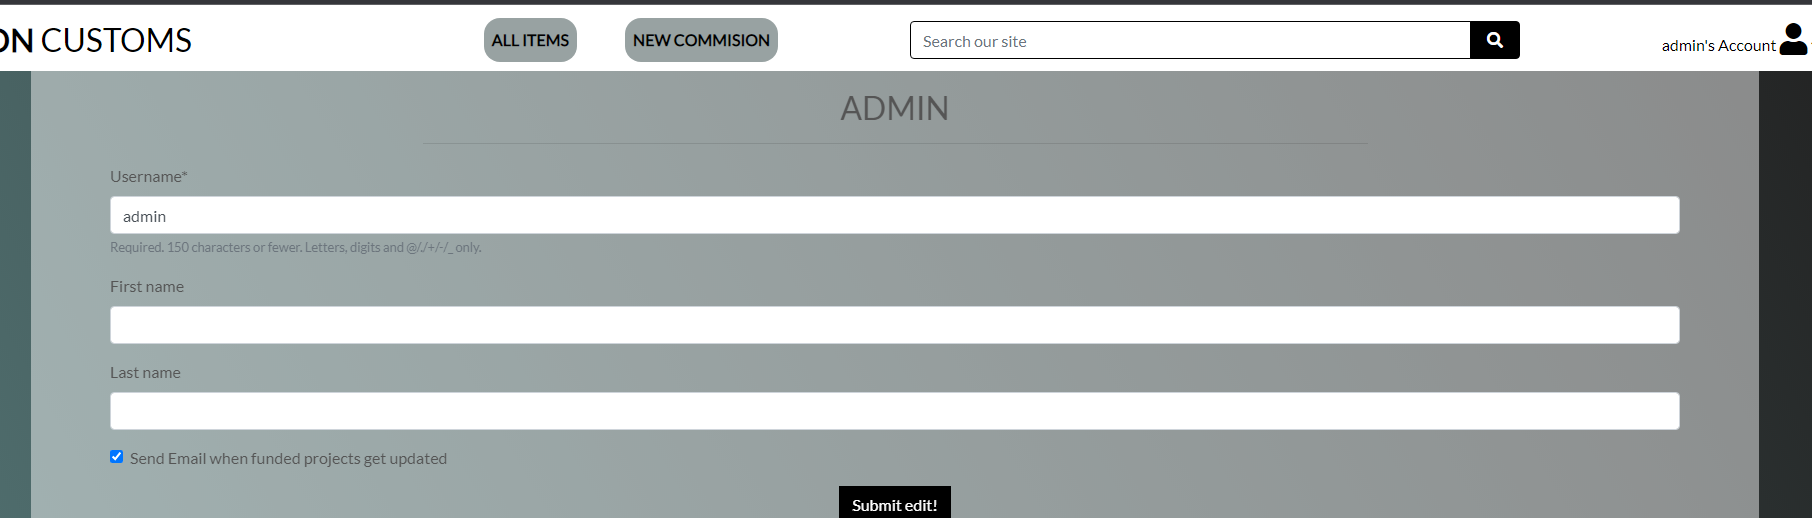 ON CUSTOMS
ALL ITEMS
NEW COMMISION
Search our site
admin's Account
ADMIN
Username*
admin
Required. 150 characters or fewer. Letters, digits and @/./+/-/_ only.
First name
Last name
Send Email when funded projects get updated
Submit edit!